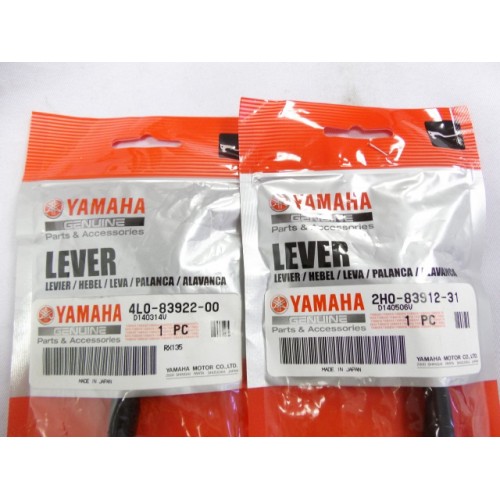 YAMAHA
GENUINE
Parts & Accessories
LEVER
LEVIER / HEBEL / LEVA / PALANCA / ALAVANCA
YAMAHA
GENUINE
Parts & Accessories
4L0-83922-00
D140314V
1 PC
RX135
MADE IN JAPAN
YAMAHA MOTOR CO., LTD.
YAMAHA
GENUINE
Parts & Accessories
LEVER
LEVIER / HEBEL / LEVA / PALANCA / ALAVANCA
YAMAHA
GENUINE
Parts & Accessories
2H0-83912-31
D140506V
1 PC
MADE IN JAPAN
YAMAHA MOTOR CO., LTD.